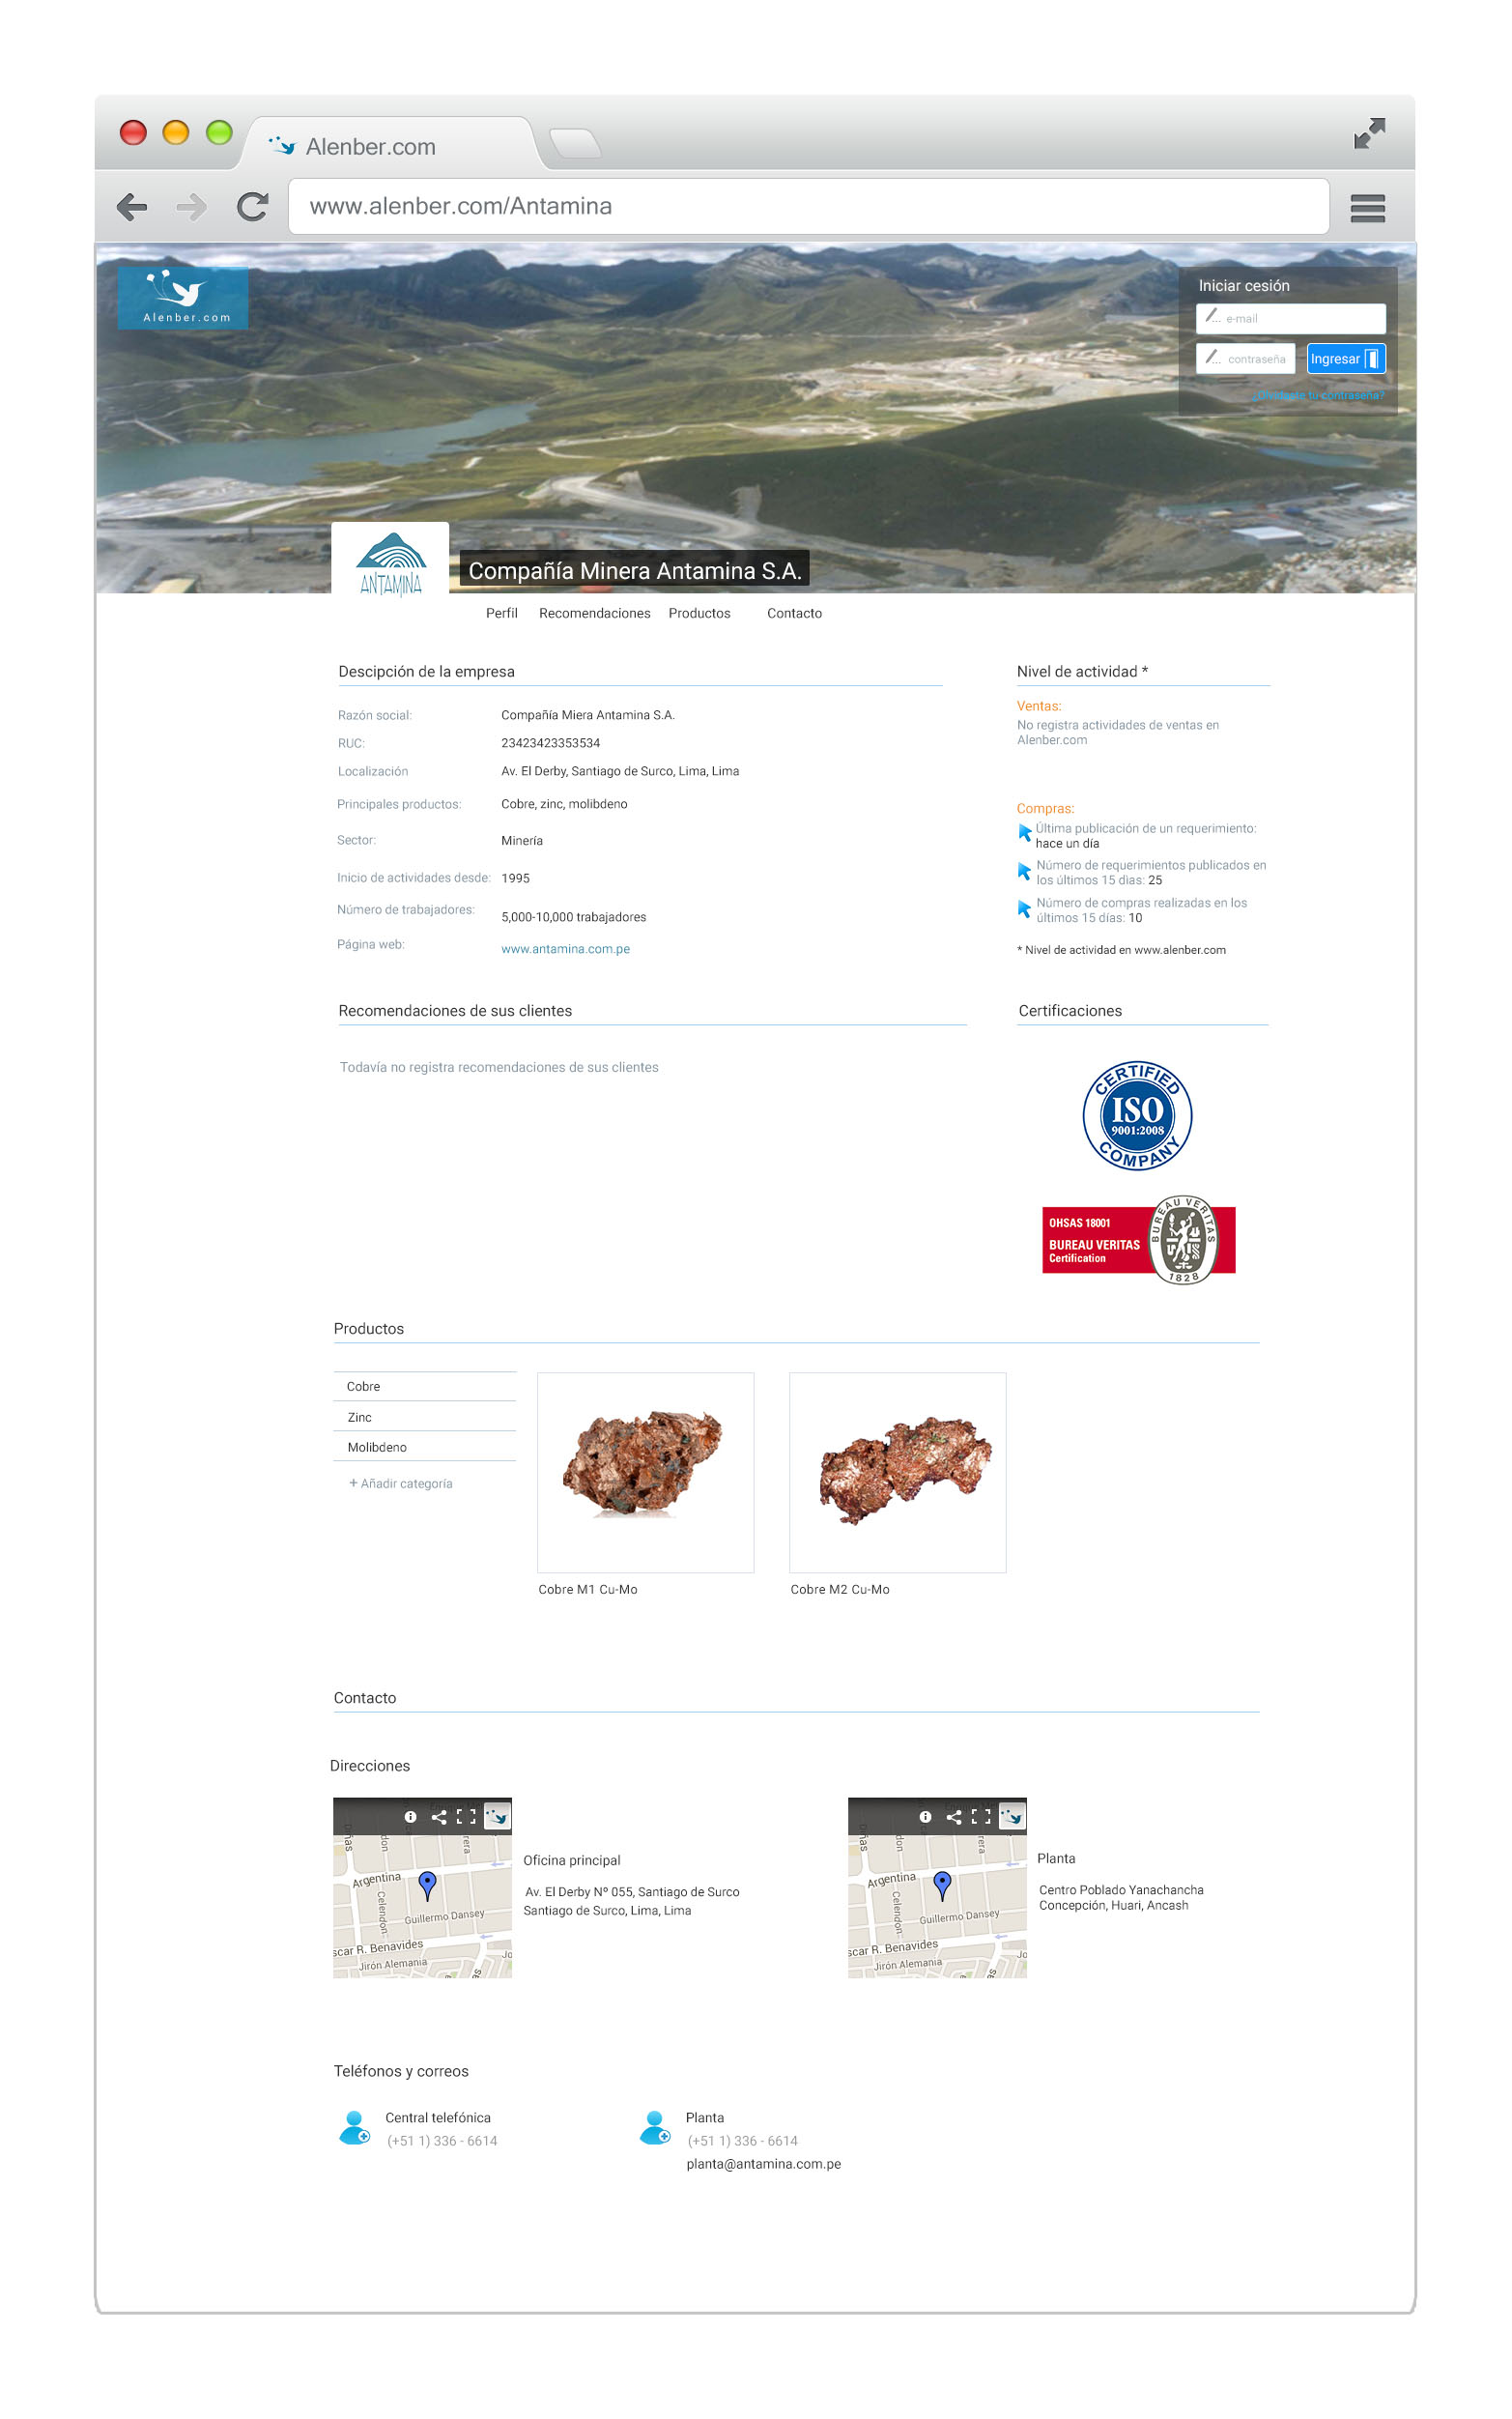 Alenber.com
www.alenber.com/Antamina
Alenber.com
Iniciar cesión
e-mail
contraseña
Ingresar
tu contraseña?
ANTAMINA
Compañía Minera Antamina S.A.
Perfil Recomendaciones Productos Contacto
Descipción de la empresa
Razón social: Compañía Miera Antamina S.A.
RUC: 23423423353534
Localización Av. El Derby, Santiago de Surco, Lima, Lima
Principales productos: Cobre, zinc, molibdeno
Sector: Minería
Inicio de actividades desde: 1995
Número de trabajadores: 5,000-10,000 trabajadores
Página web: www.antamina.com.pe
Nivel de actividad *
Ventas:
No registra actividades de ventas en
Alenber.com
Compras:
Última publicación de un requerimiento:
hace un día
Número de requerimientos publicados en
los últimos 15 días: 25
Número de compras realizadas en los
últimos 15 días: 10
* Nivel de actividad en www.alenber.com
Recomendaciones de sus clientes
Todavía no registra recomendaciones de sus clientes
Certificaciones
CERTIFIED
ISO
9001:2008
COMPANY
OHSAS 18001
BUREAU VERITAS
Certification
BUREAU VERITAS
1828
Productos
Cobre
Zinc
Molibdeno
+ Añadir categoría
Cobre M1 Cu-Mo
Cobre M2 Cu-Mo
Contacto
Direcciones
Argentina
Celendon
Guillermo Dansey
scar R. Benavides
Jirón Alemania
Oficina principal
Av. El Derby Nº 055, Santiago de Surco
Santiago de Surco, Lima, Lima
Argentina
Celendon
Guillermo Dansey
scar R. Benavides
Jirón Alemania
Planta
Centro Poblado Yanachancha
Concepción, Huari, Ancash
Teléfonos y correos
Central telefónica
(+51 1) 336 - 6614
Planta
(+51 1) 336 - 6614
planta@antamina.com.pe